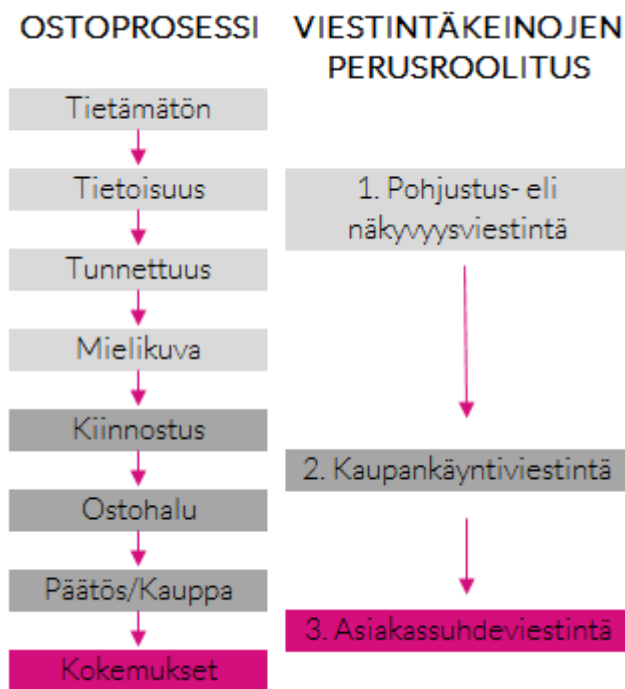 OSTOPROSESSI
Tietämätön
Tietoisuus
Tunnettuus
Mielikuva
Kiinnostus
Ostohalu
Päätös/Kauppa
Kokemukset
VIESTINTÄKEINOJEN
PERUSROOLITUS
1. Pohjustus- eli
näkyvyysviestintä
2. Kaupankäyntiviestintä
3. Asiakassuhdeviestintä